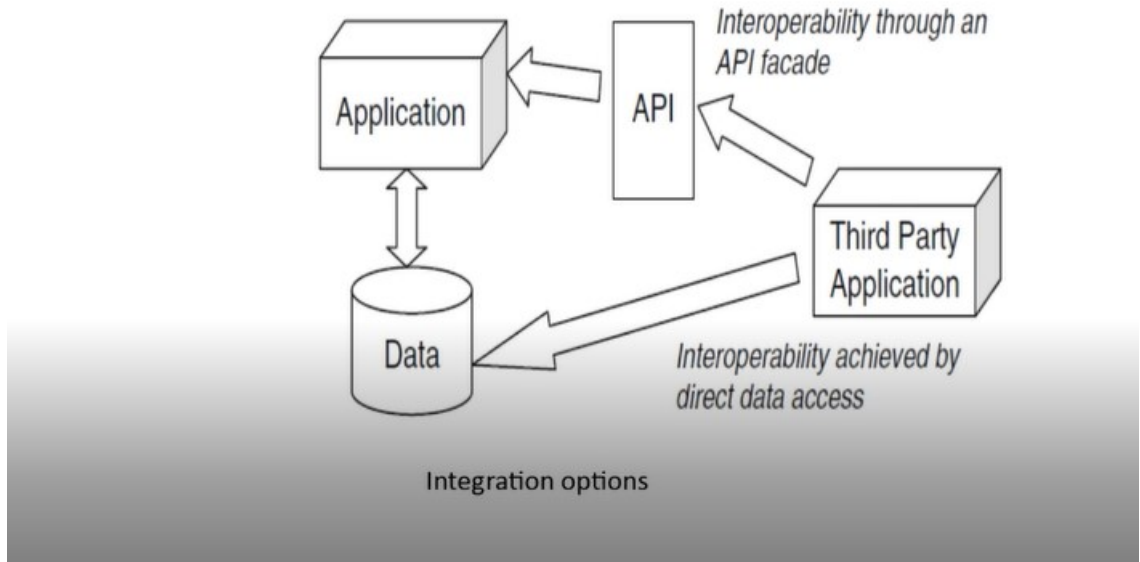 Interoperability through an
API facade
Application
API
Third Party
Application
Data
Interoperability achieved by
direct data access
Integration options